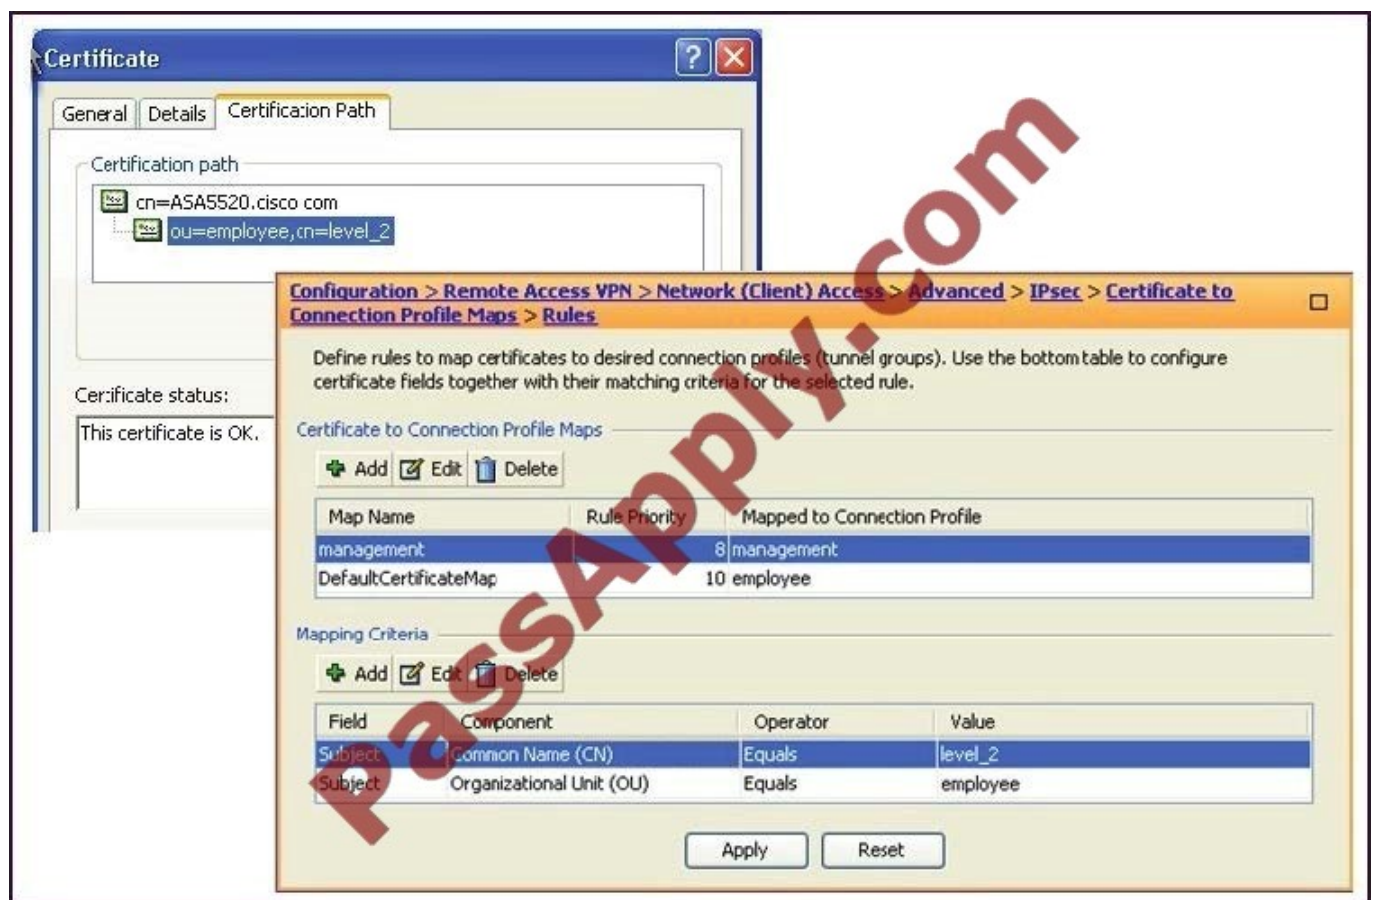 Certificate
General Details Certification Path
Certification path
cn=ASA5520.cisco com
ou=employee,cn=level_2
Certificate status:
This certificate is OK.
Configuration > Remote Access VPN > Network (Client) Access > Advanced > IPsec > Certificate to
Connection Profile Maps > Rules
Define rules to map certificates to desired connection profiles (tunnel groups). Use the bottom table to configure
certificate fields together with their matching criteria for the selected rule.
Certificate to Connection Profile Maps
Add Edit Delete
Map Name Rule Priority Mapped to Connection Profile
management 8 management
DefaultCertificateMap 10 employee
Mapping Criteria
Add Edit Delete
Field Component Operator Value
Subject Common Name (CN) Equals level_2
Subject Organizational Unit (OU) Equals employee
Apply Reset
PassApply.com